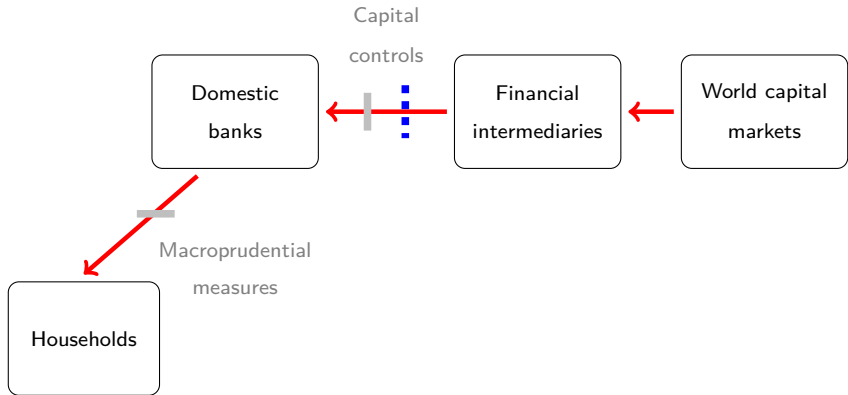 Capital
controls
Domestic
banks
Financial
intermediaries
World capital
markets
Macroprudential
measures
Households